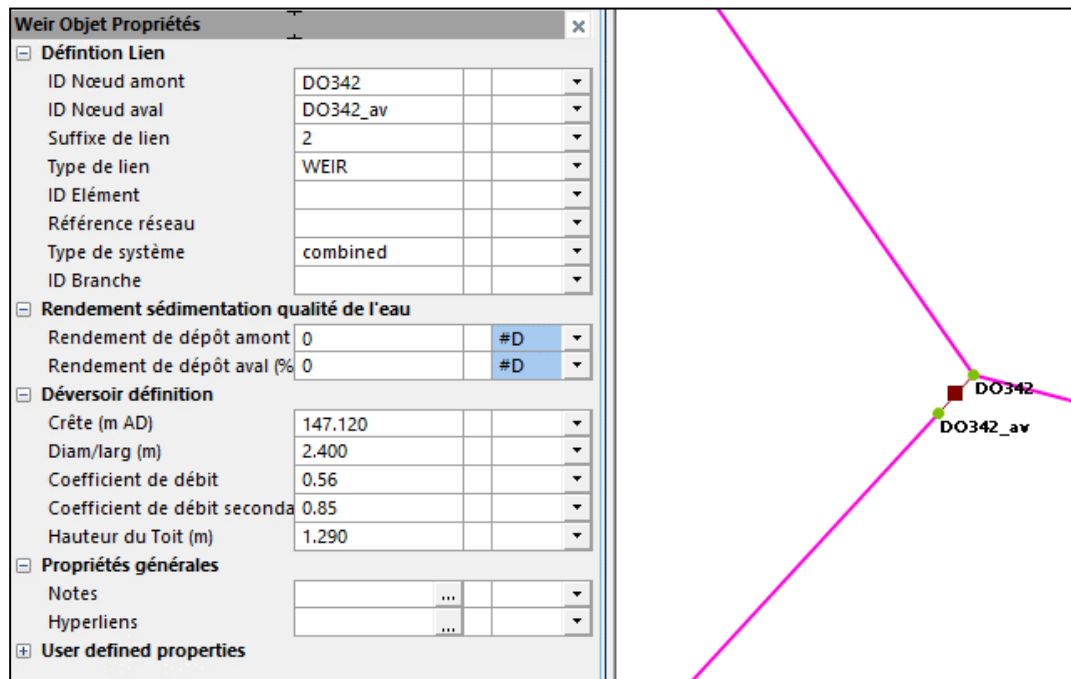 Weir Objet Propriétés
Défintion Lien
ID Nœud amont DO342
ID Nœud aval DO342_av
Suffixe de lien 2
Type de lien WEIR
ID Elément
Référence réseau
Type de système combined
ID Branche
Rendement sédimentation qualité de l'eau
Rendement de dépôt amont 0 #D
Rendement de dépôt aval (% 0 #D
Déversoir définition
Crête (m AD) 147.120
Diam/larg (m) 2.400
Coefficient de débit 0.56
Coefficient de débit seconda 0.85
Hauteur du Toit (m) 1.290
Propriétés générales
Notes ...
Hyperliens ...
User defined properties
DO342
DO342_av